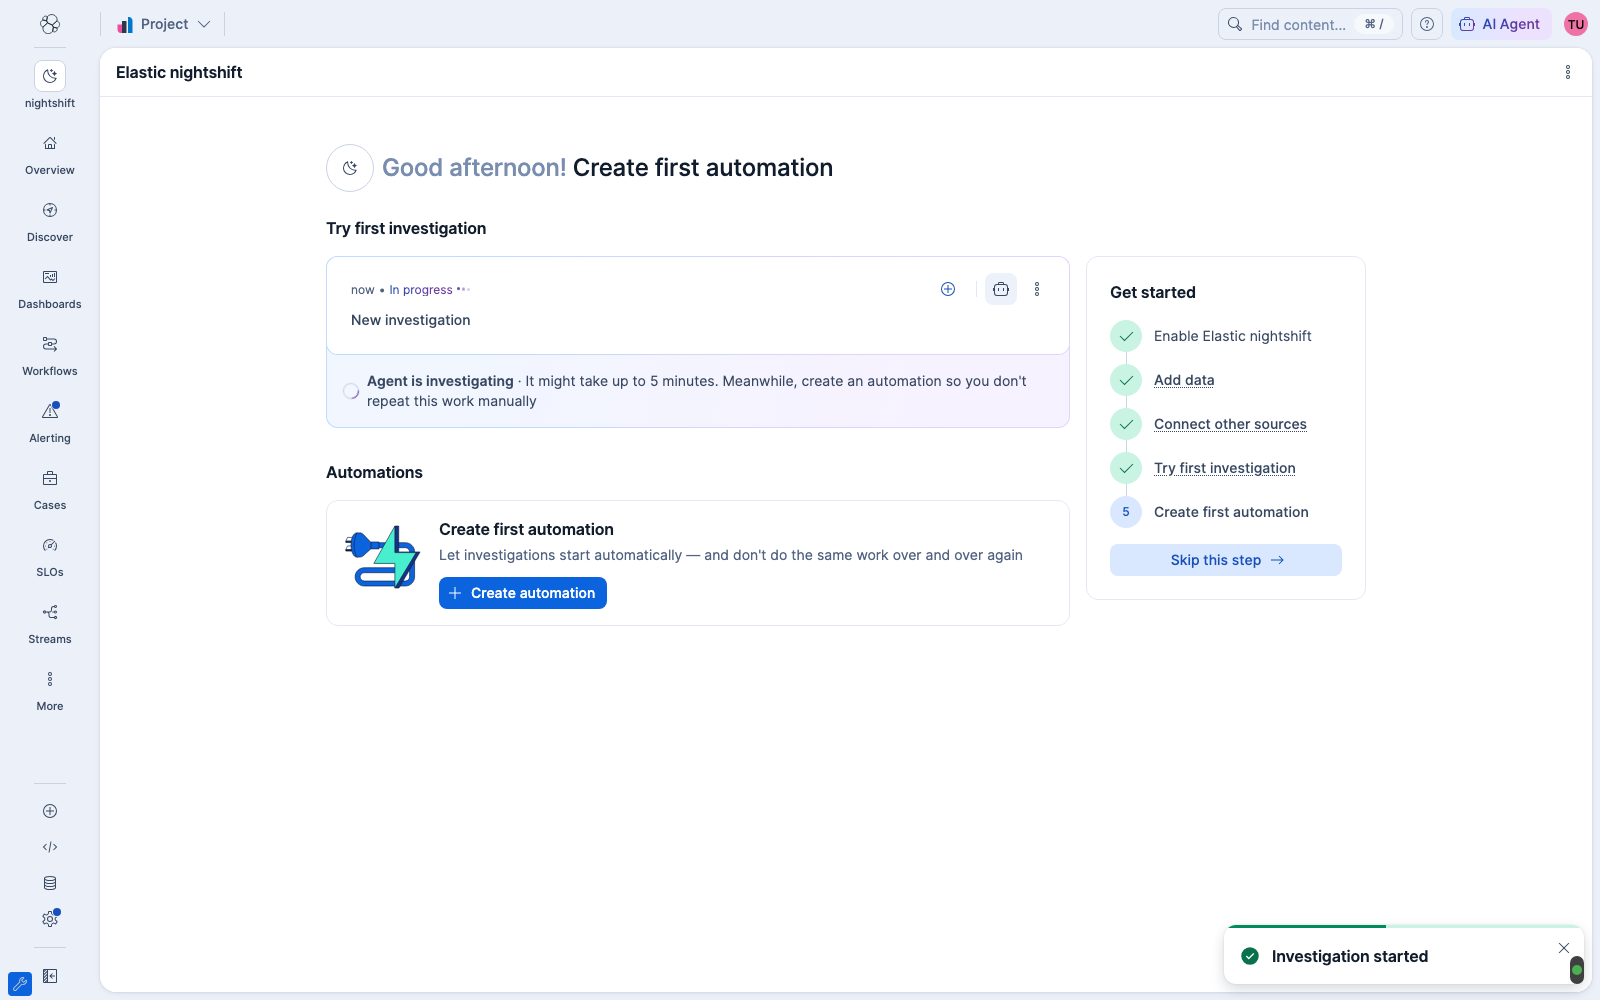 Project
Find content...
⌘ /
AI Agent
TU
nightshift
Overview
Discover
Dashboards
Workflows
Alerting
Cases
SLOs
Streams
More
Elastic nightshift
Good afternoon! Create first automation
Try first investigation
now • In progress
New investigation
Agent is investigating · It might take up to 5 minutes. Meanwhile, create an automation so you don't
repeat this work manually
Automations
Create first automation
Let investigations start automatically — and don't do the same work over and over again
Create automation
Get started
Enable Elastic nightshift
Add data
Connect other sources
Try first investigation
5 Create first automation
Skip this step
Investigation started